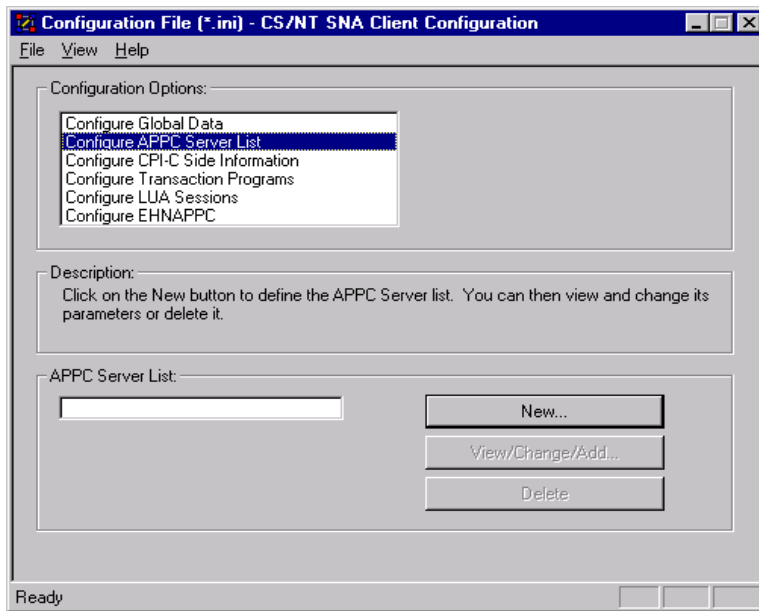 Configuration File (*.ini) - CS/NT SNA Client Configuration
File View Help
Configuration Options:
Configure Global Data
Configure APPC Server List
Configure CPI-C Side Information
Configure Transaction Programs
Configure LUA Sessions
Configure EHNAPPC
Description:
Click on the New button to define the APPC Server list. You can then view and change its
parameters or delete it.
APPC Server List:
New...
View/Change/Add...
Delete
Ready